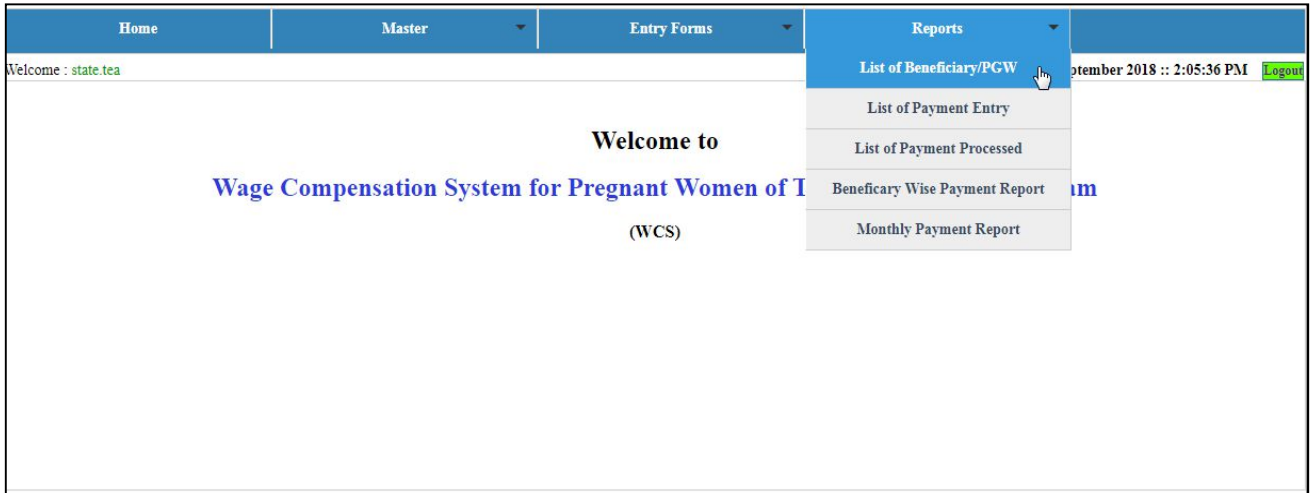 Home Master Entry Forms Reports
Welcome : state.tea List of Beneficiary/PGW 2018 :: 2:05:36 PM Logout
List of Payment Entry
Welcome to List of Payment Processed
Wage Compensation System for Pregnant Women of Beneficary Wise Payment Report
(WCS) Monthly Payment Report